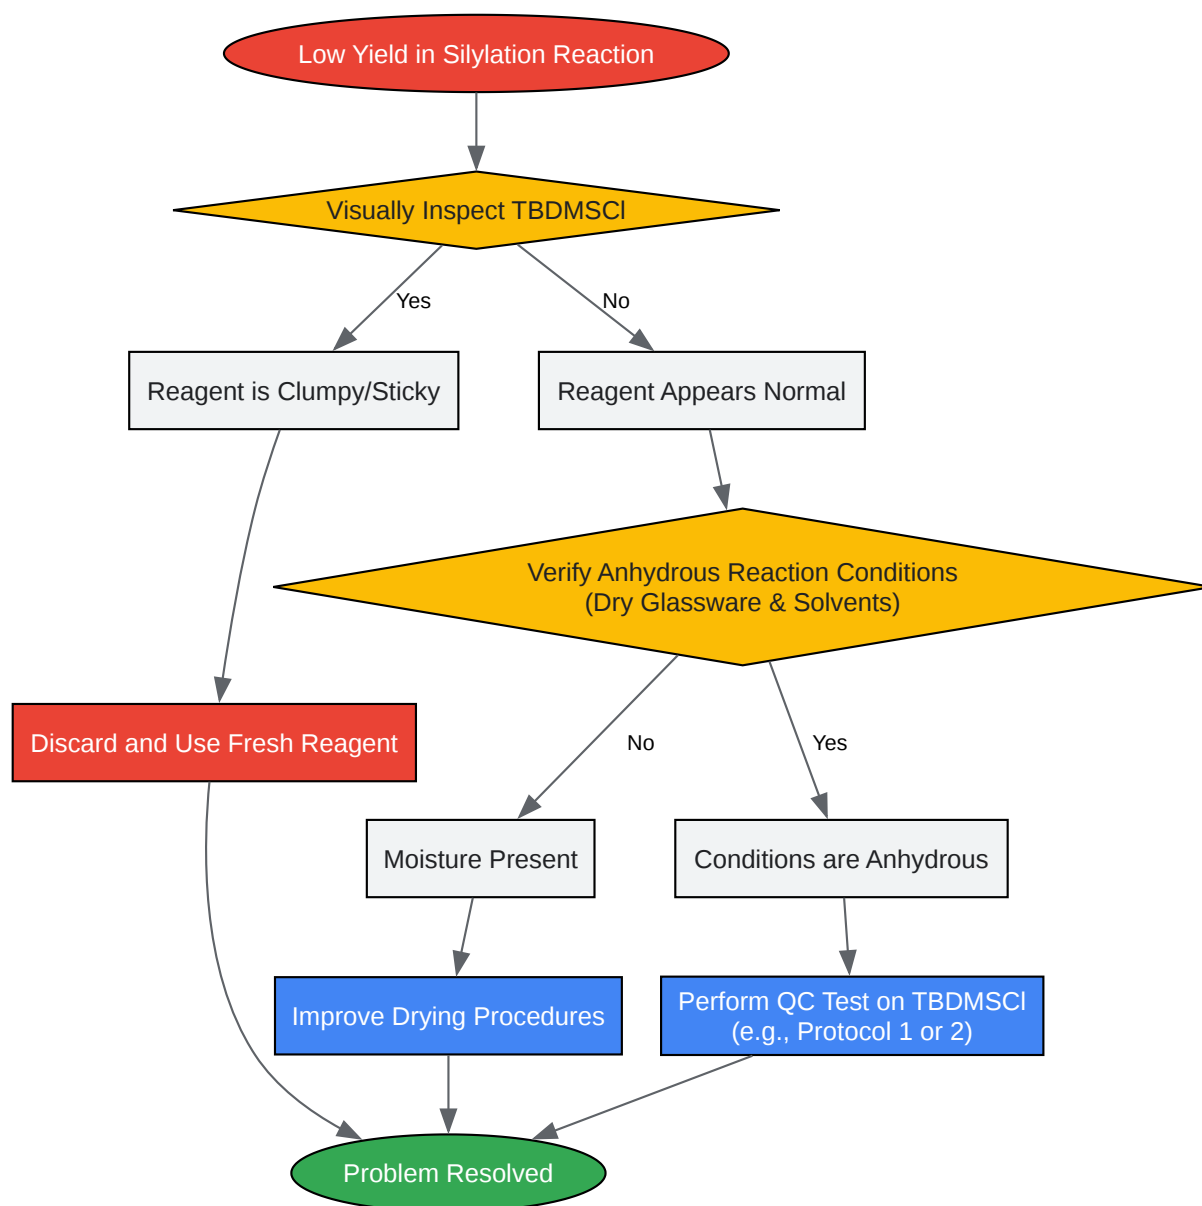 Low Yield in Silylation Reaction
Visually Inspect TBDMSCl
Yes
No
Reagent is Clumpy/Sticky
Reagent Appears Normal
Verify Anhydrous Reaction Conditions
(Dry Glassware & Solvents)
Discard and Use Fresh Reagent
No
Yes
Moisture Present
Conditions are Anhydrous
Improve Drying Procedures
Perform QC Test on TBDMSCl
(e.g., Protocol 1 or 2)
Problem Resolved